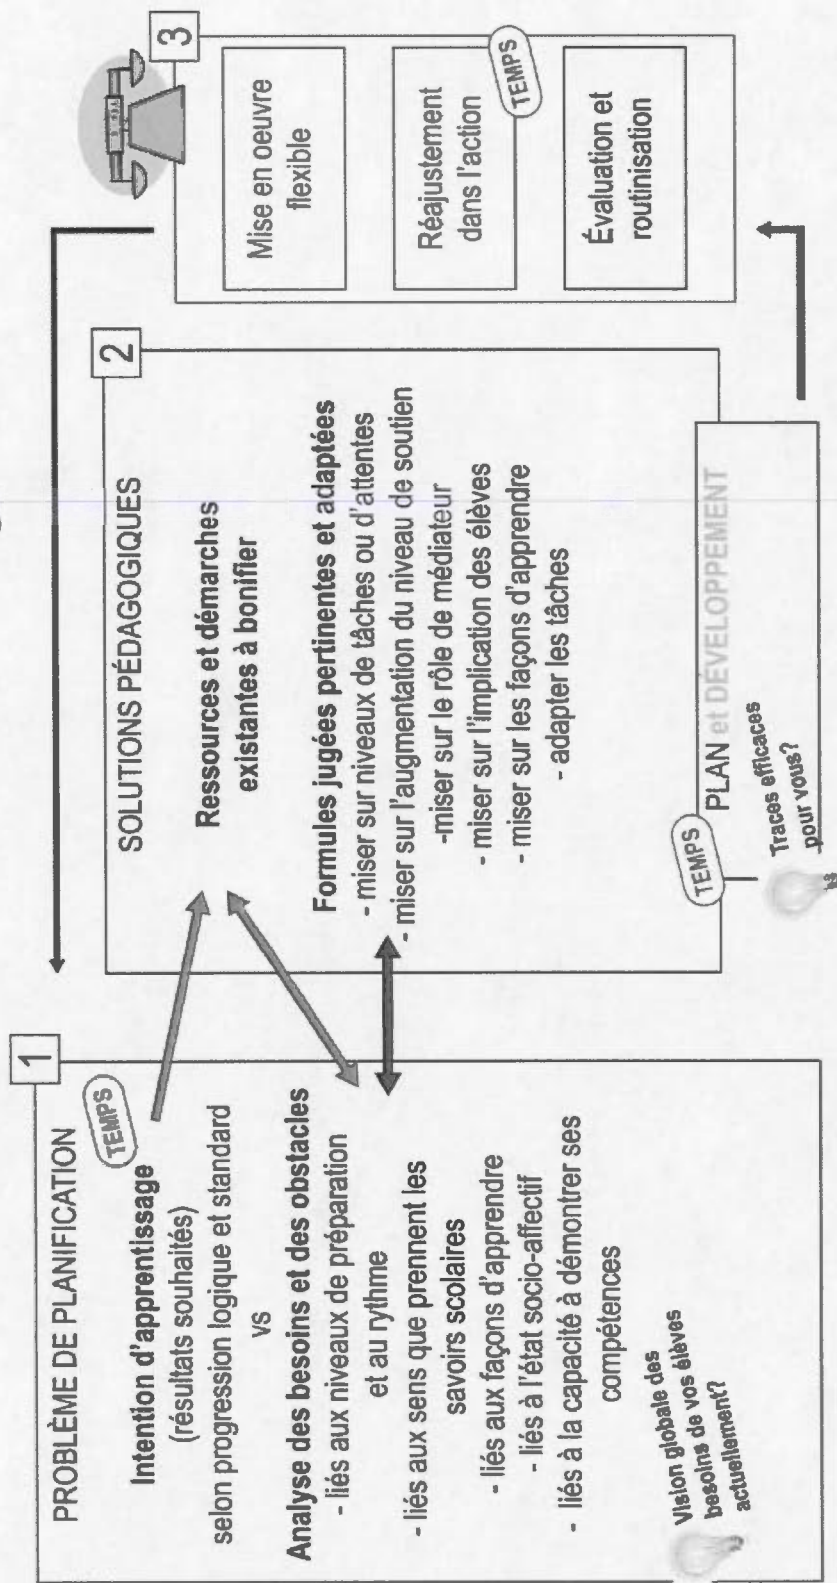 1
PROBLÈME DE PLANIFICATION
TEMPS
Intention d'apprentissage
(résultats souhaités)
selon progression logique et standard
vs
Analyse des besoins et des obstacles
- liés aux niveaux de préparation
et au rythme
- liés aux sens que prennent les
savoirs scolaires
- liés aux façons d'apprendre
- liés à l'état socio-affectif
- liés à la capacité à démontrer ses
compétences
Vision globale des
besoins de vos élèves
actuellement?
2
SOLUTIONS PÉDAGOGIQUES
Ressources et démarches
existantes à bonifier
Formules jugées pertinentes et adaptées
- miser sur niveaux de tâches ou d'attentes
- miser sur l'augmentation du niveau de soutien
-miser sur le rôle de médiateur
- miser sur l'implication des élèves
- miser sur les façons d'apprendre
- adapter les tâches
TEMPS
PLAN et DÉVELOPPEMENT
Traces efficaces
pour vous?
3
Mise en oeuvre
flexible
Réajustement
dans l'action
TEMPS
Évaluation et
routinisation